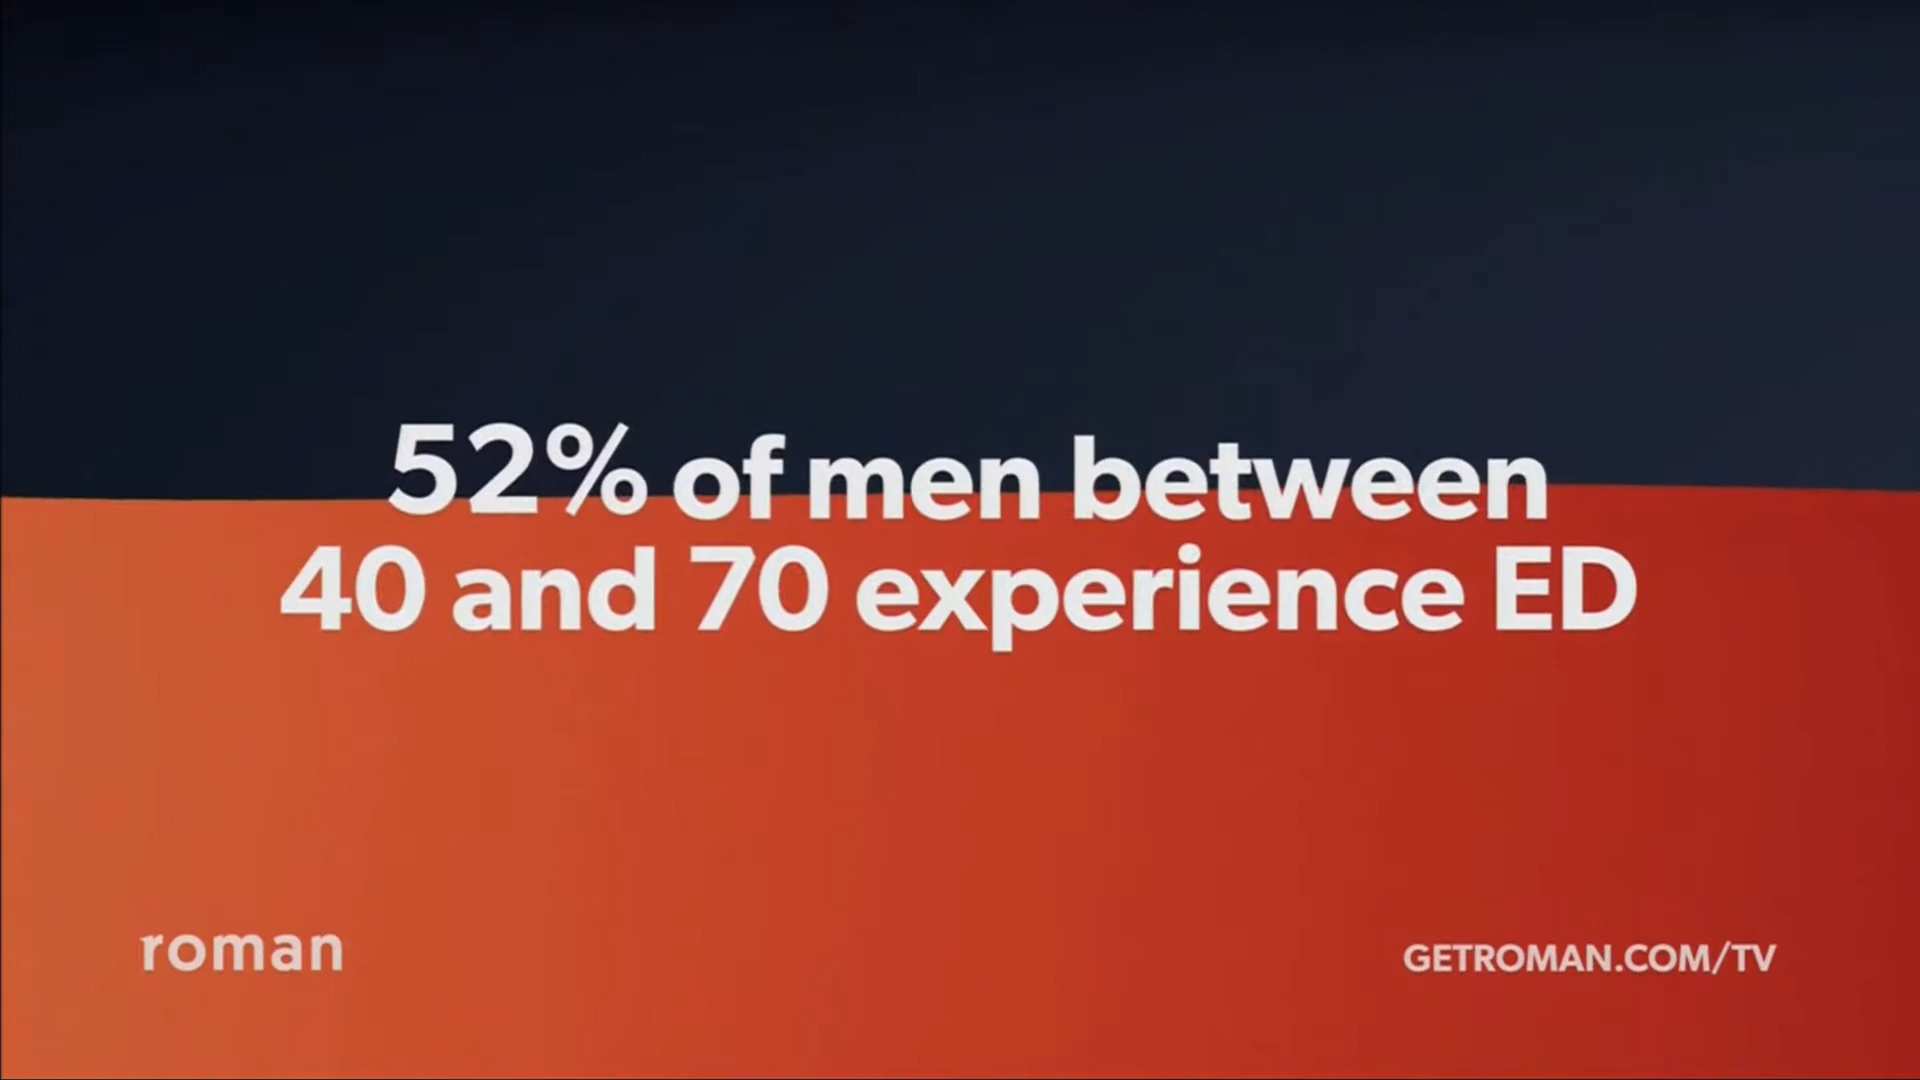 52% of men between
40 and 70 experience ED
roman
GETROMAN.COM/TV